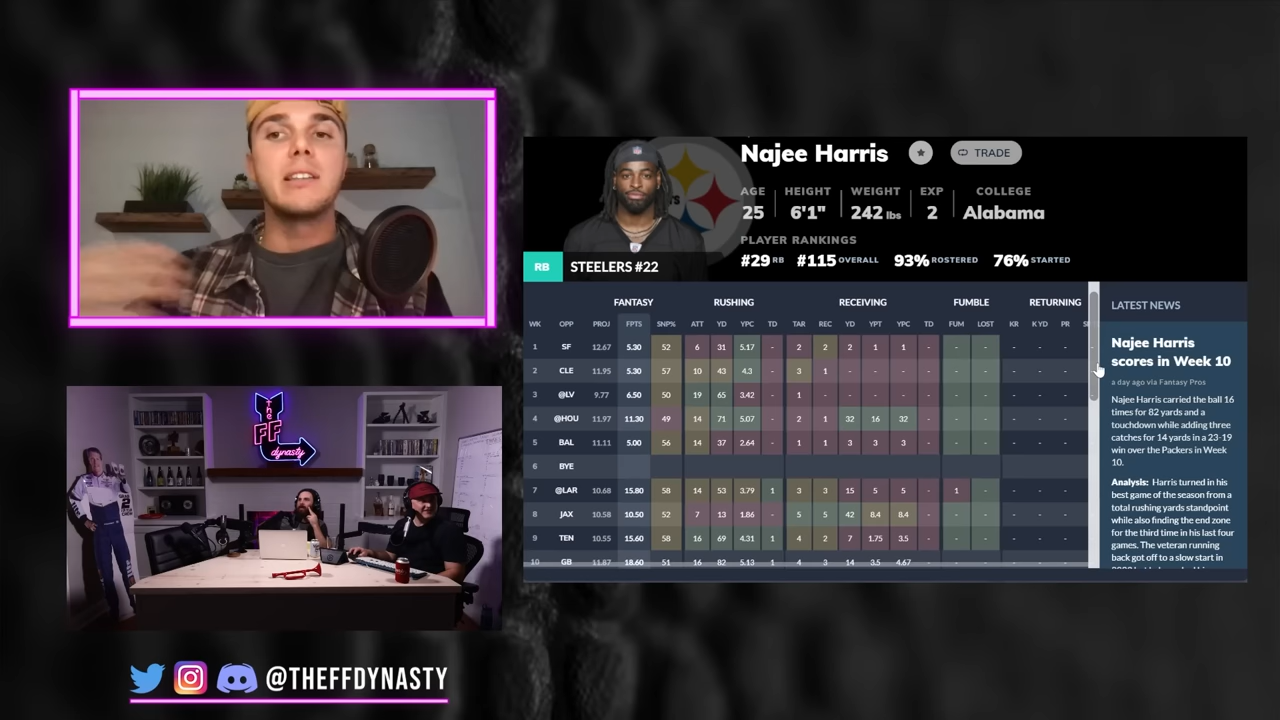 the
FF
dynasty
@THEFFDYNASTY
Najee Harris
TRADE
AGE HEIGHT WEIGHT EXP COLLEGE
25 6'1" 242 lbs 2 Alabama
PLAYER RANKINGS
#29 RB #115 OVERALL 93% ROSTERED 76% STARTED
RB STEELERS #22
FANTASY RUSHING RECEIVING FUMBLE RETURNING
WK OPP PROJ FPTS SNP% ATT YD YPC TD TAR REC YD YPT YPC TD FUM LOST KR KYD PR
1 SF 12.67 5.30 52 6 31 5.17 - 2 2 2 1 1 - - - - - - -
2 CLE 11.95 5.30 57 10 43 4.3 - 3 1 - - - - - - - - -
3 @LV 9.77 6.50 50 19 65 3.42 - 1 - - - - - - - - - -
4 @HOU 11.97 11.30 49 14 71 5.07 - 2 1 32 16 32 - - - - - -
5 BAL 11.11 5.00 56 14 37 2.64 - 1 1 3 3 3 - - - - - -
6 BYE
7 @LAR 10.68 15.80 58 14 53 3.79 1 3 3 15 5 5 - 1 - - - -
8 JAX 10.58 10.50 52 7 13 1.86 - 5 5 42 8.4 8.4 - - - - - -
9 TEN 10.55 15.60 58 16 69 4.31 1 4 2 7 1.75 3.5 - - - - - -
10 GB 11.87 18.60 51 16 82 5.13 1 4 3 14 3.5 4.67 - - - - - -
LATEST NEWS
Najee Harris
scores in Week 10
a day ago via Fantasy Pros
Najee Harris carried the ball 16
times for 82 yards and a
touchdown while adding three
catches for 14 yards in a 23-19
win over the Packers in Week
10.
Analysis: Harris turned in his
best game of the season from a
total rushing yards standpoint
while also finding the end zone
for the third time in his last four
games. The veteran running
back got off to a slow start in